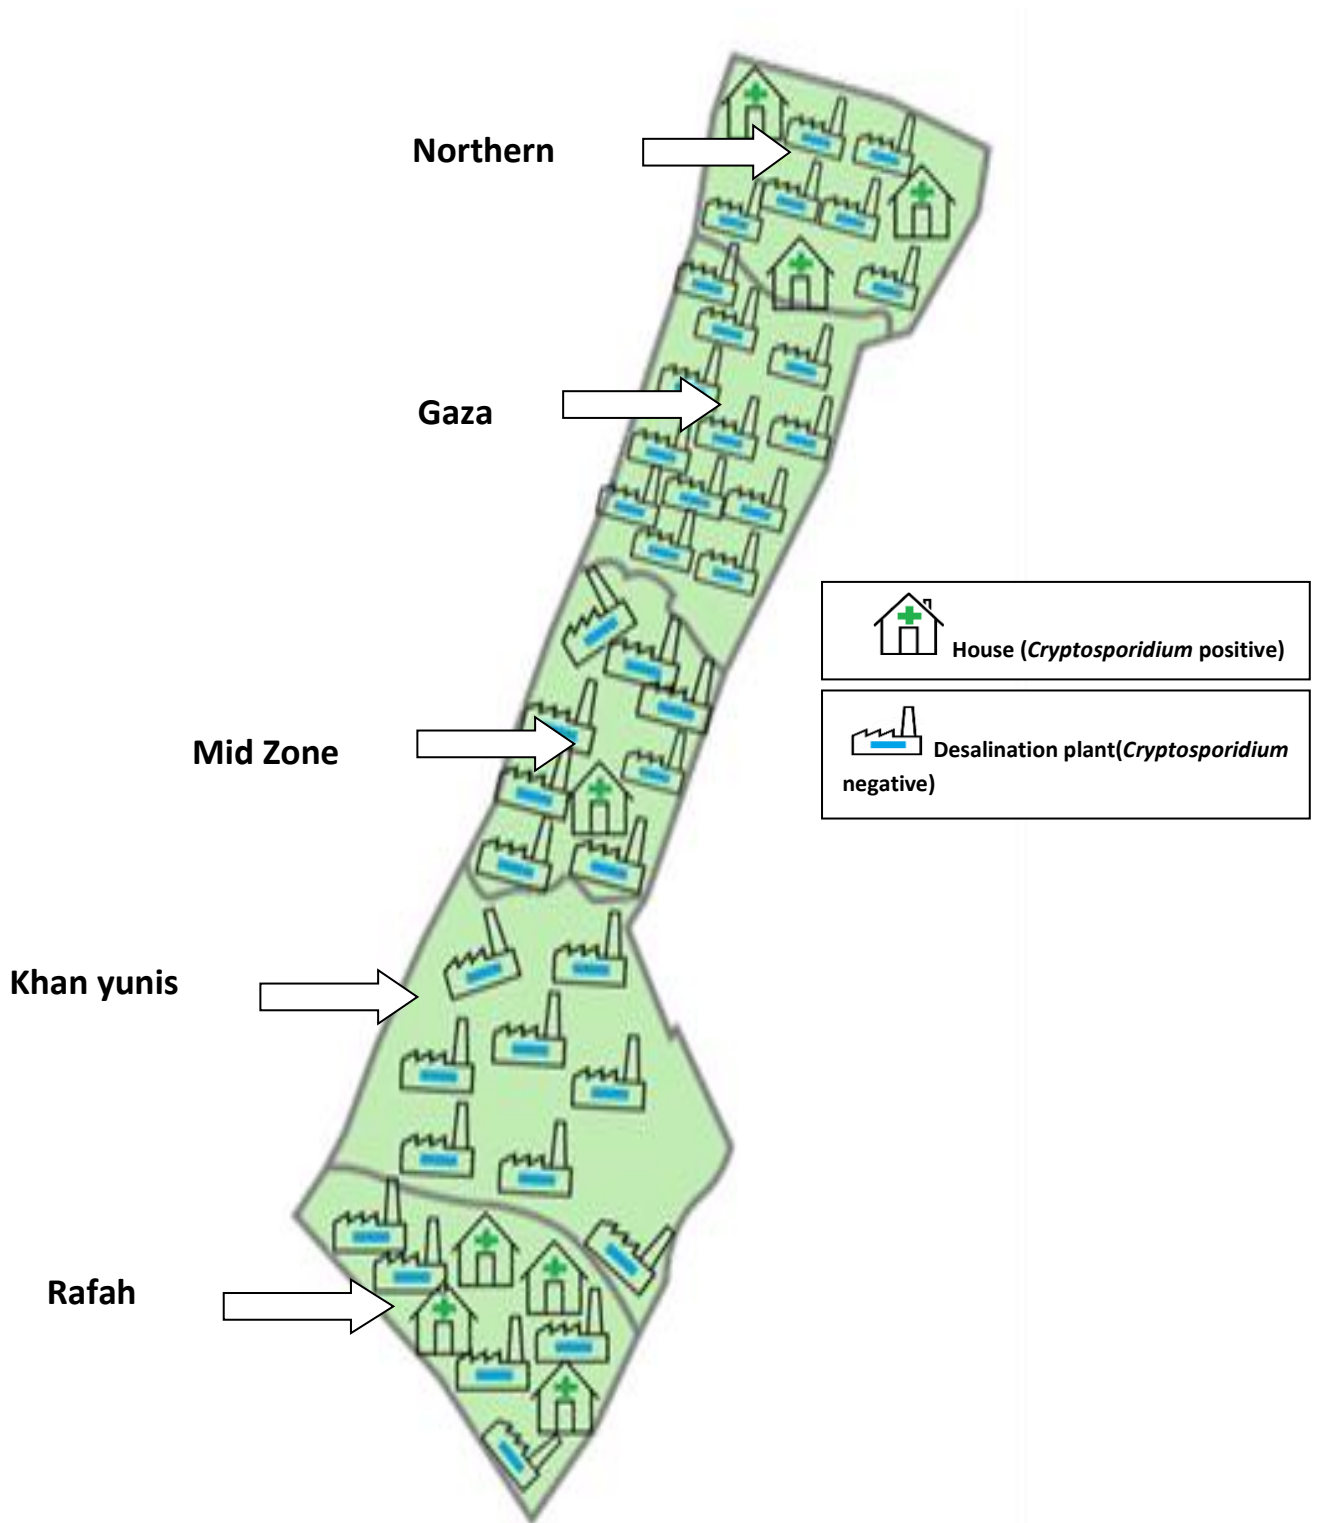 Northern
Gaza
House (Cryptosporidium positive)
Desalination plant(Cryptosporidium
negative)
Mid Zone
Khan yunis
Rafah